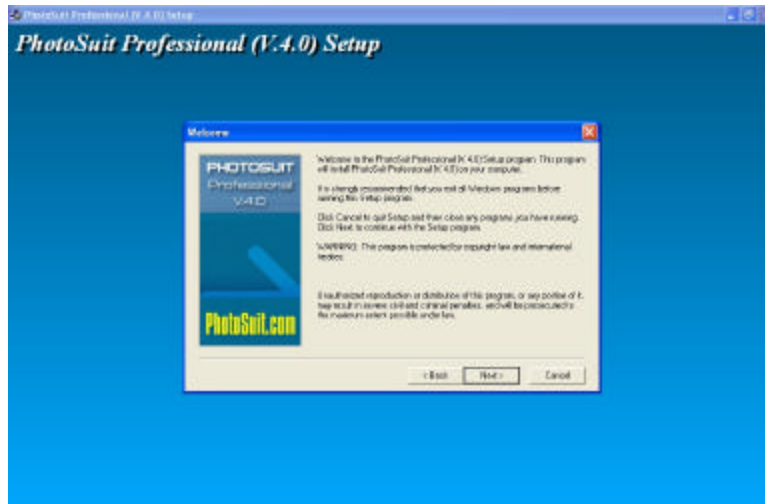 PhotoSuit Professional (V.4.0) Setup
PhotoSuit Professional (V.4.0) Setup
Welcome
PHOTOSUIT
Professional
V.4.0
PhotoSuit.com
Welcome to the PhotoSuit Professional (V.4.0) Setup program. This program
will install PhotoSuit Professional (V.4.0) on your computer.
It is strongly recommended that you exit all Windows programs before
running this Setup program.
Click Cancel to quit Setup and then close any programs you have running.
Click Next to continue with the Setup program.
WARNING: This program is protected by copyright law and international
treaties.
Unauthorized reproduction or distribution of this program, or any portion of it,
may result in severe civil and criminal penalties, and will be prosecuted to
the maximum extent possible under law.
< Back
Next >
Cancel